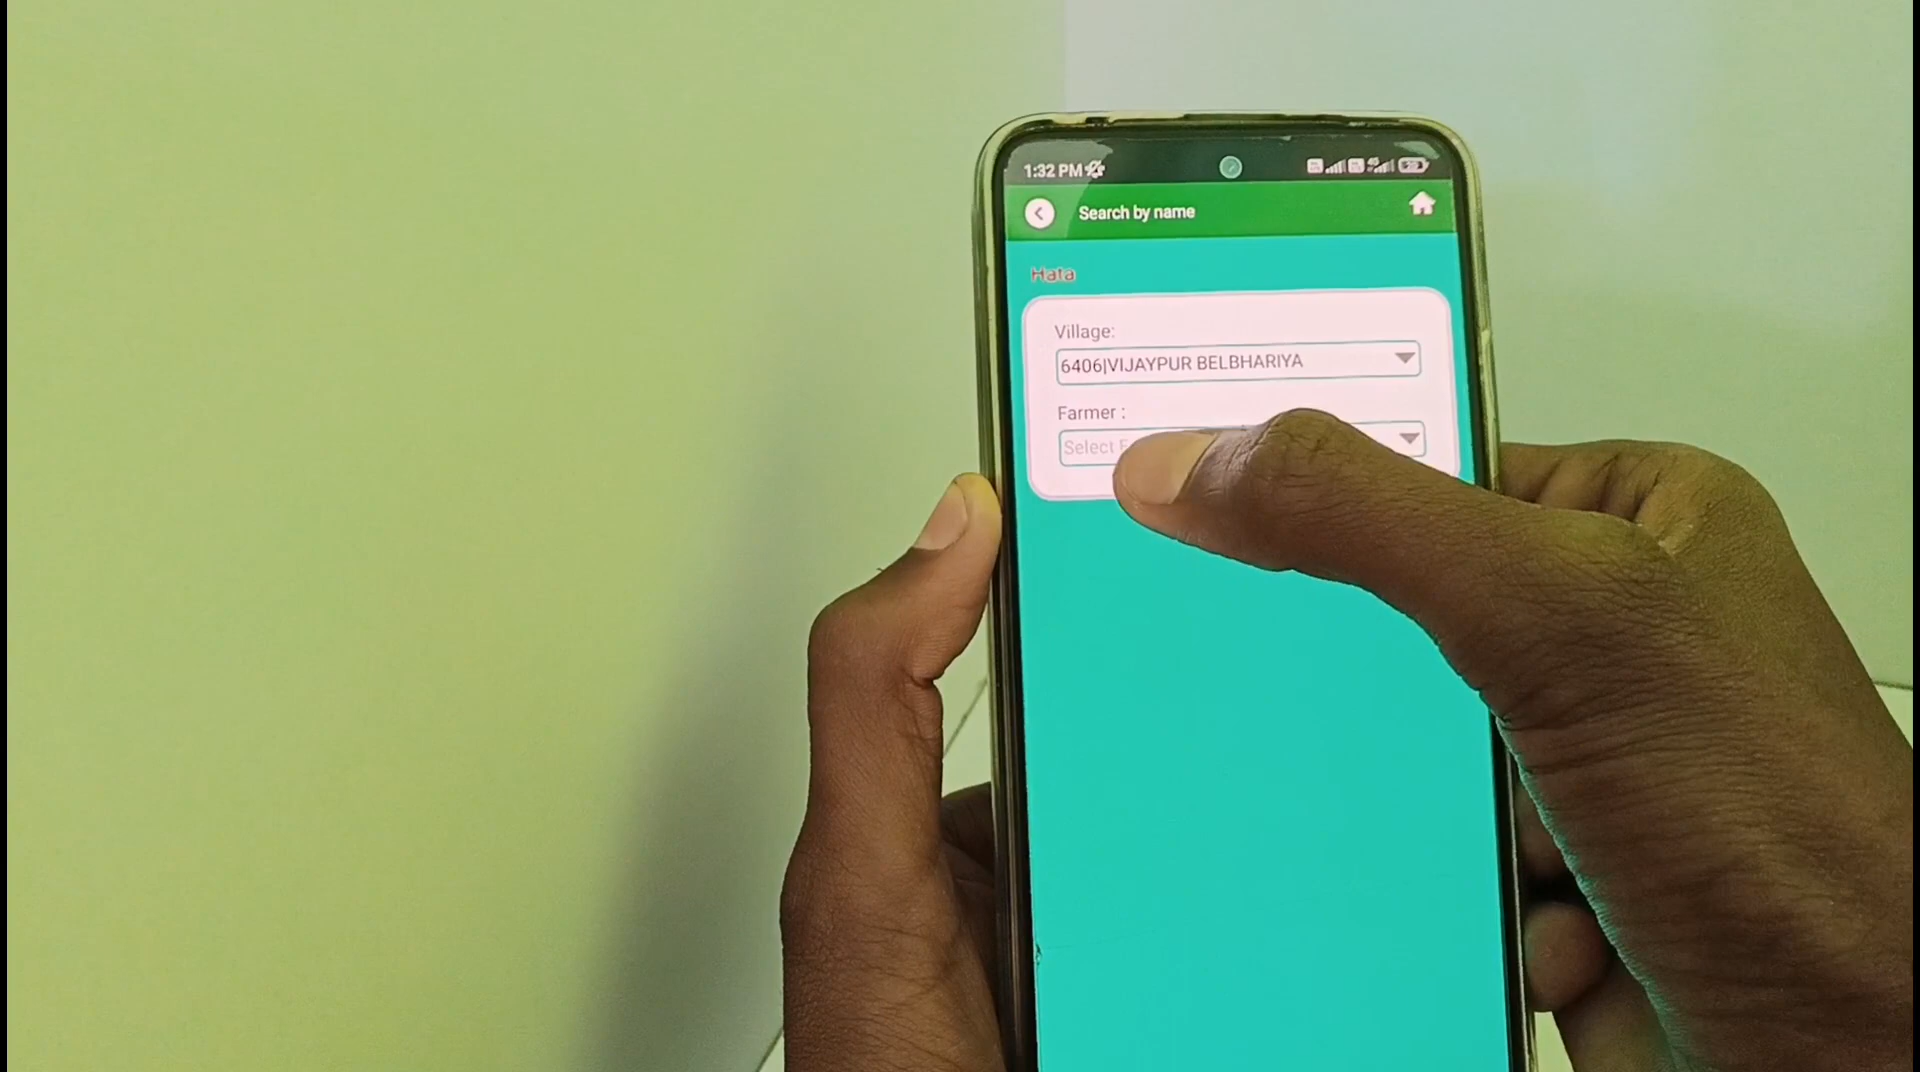 1:32 PM
Search by name
Hata
Village:
6406|VIJAYPUR BELBHARIYA
Farmer :
Select